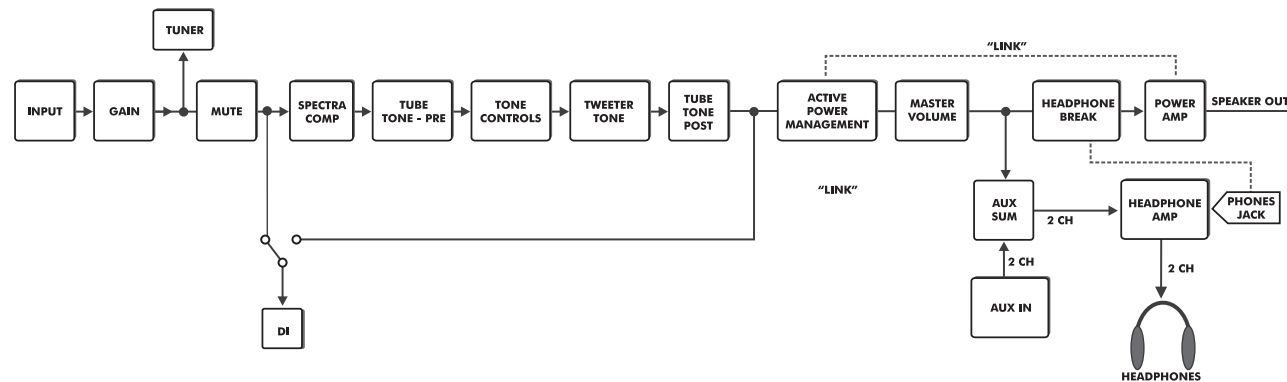 TUNER
"LINK"
INPUT
GAIN
MUTE
SPECTRA
COMP
TUBE
TONE - PRE
TONE
CONTROLS
TWEETER
TONE
TUBE
TONE
POST
ACTIVE
POWER
MANAGEMENT
MASTER
VOLUME
HEADPHONE
BREAK
POWER
AMP
SPEAKER OUT
"LINK"
AUX
SUM
2 CH
HEADPHONE
AMP
PHONES
JACK
2 CH
2 CH
AUX IN
DI
HEADPHONES